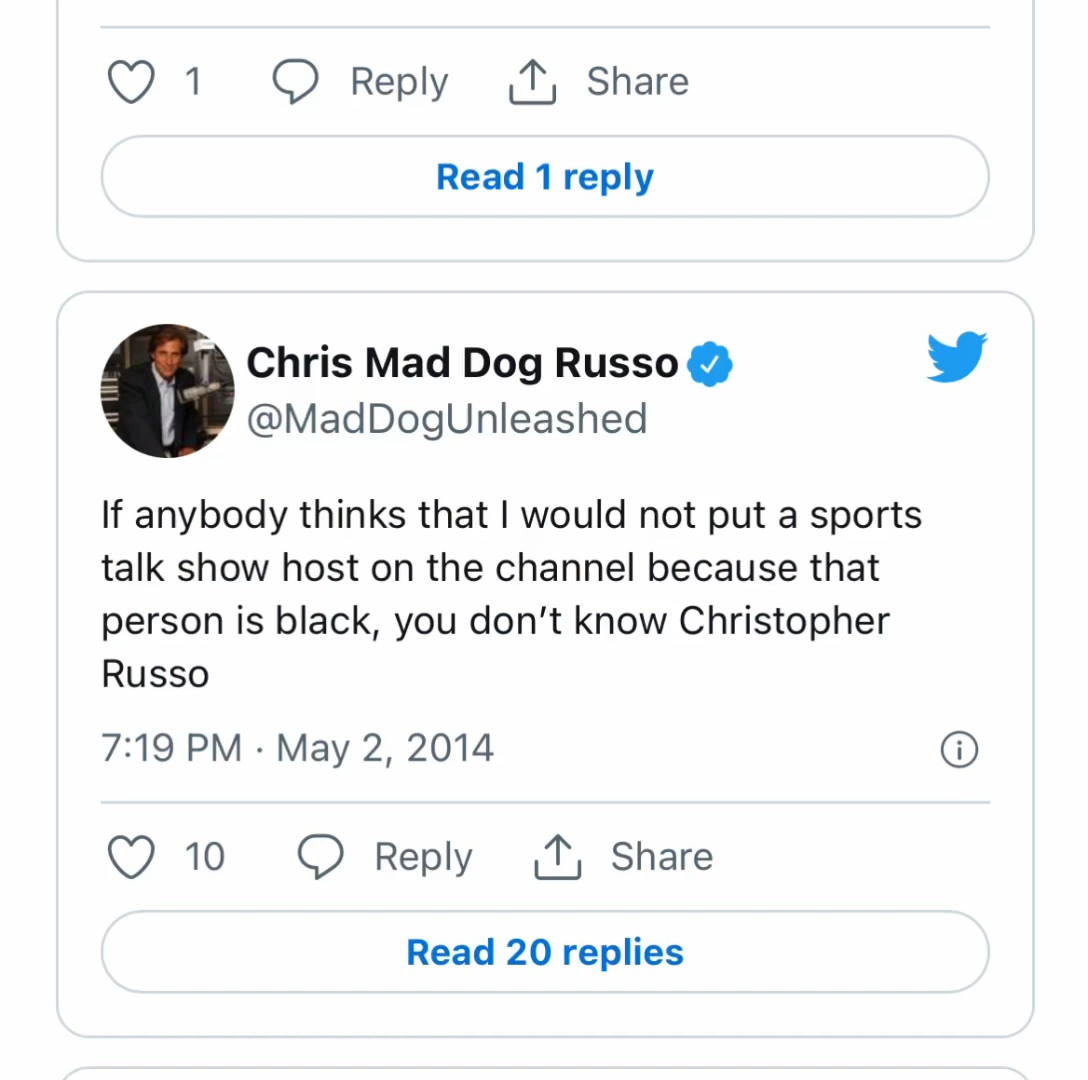 1 Reply Share
Read 1 reply
Chris Mad Dog Russo
@MadDogUnleashed
If anybody thinks that I would not put a sports
talk show host on the channel because that
person is black, you don’t know Christopher
Russo
7:19 PM · May 2, 2014
10 Reply Share
Read 20 replies